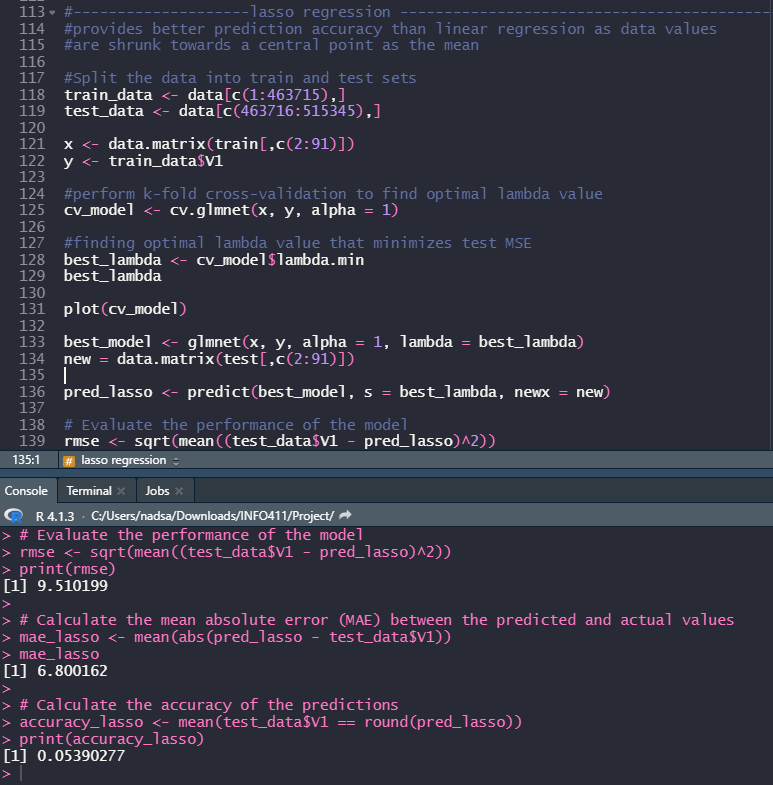 113 #--------------------lasso regression ------------------------------------------
114 #provides better prediction accuracy than linear regression as data values
115 #are shrunk towards a central point as the mean
116
117 #Split the data into train and test sets
118 train_data <- data[c(1:463715),]
119 test_data <- data[c(463716:515345),]
120
121 x <- data.matrix(train[,c(2:91)])
122 y <- train_data$V1
123
124 #perform k-fold cross-validation to find optimal lambda value
125 cv_model <- cv.glmnet(x, y, alpha = 1)
126
127 #finding optimal lambda value that minimizes test MSE
128 best_lambda <- cv_model$lambda.min
129 best_lambda
130
131 plot(cv_model)
132
133 best_model <- glmnet(x, y, alpha = 1, lambda = best_lambda)
134 new = data.matrix(test[,c(2:91)])
135
136 pred_lasso <- predict(best_model, s = best_lambda, newx = new)
137
138 # Evaluate the performance of the model
139 rmse <- sqrt(mean((test_data$V1 - pred_lasso)^2))
135:1 # lasso regression
Console Terminal Jobs
R R 4.1.3 · C:/Users/nadsa/Downloads/INFO411/Project/
> # Evaluate the performance of the model
> rmse <- sqrt(mean((test_data$V1 - pred_lasso)^2))
> print(rmse)
[1] 9.510199
>
> # Calculate the mean absolute error (MAE) between the predicted and actual values
> mae_lasso <- mean(abs(pred_lasso - test_data$V1))
> mae_lasso
[1] 6.800162
>
> # Calculate the accuracy of the predictions
> accuracy_lasso <- mean(test_data$V1 == round(pred_lasso))
> print(accuracy_lasso)
[1] 0.05390277
>